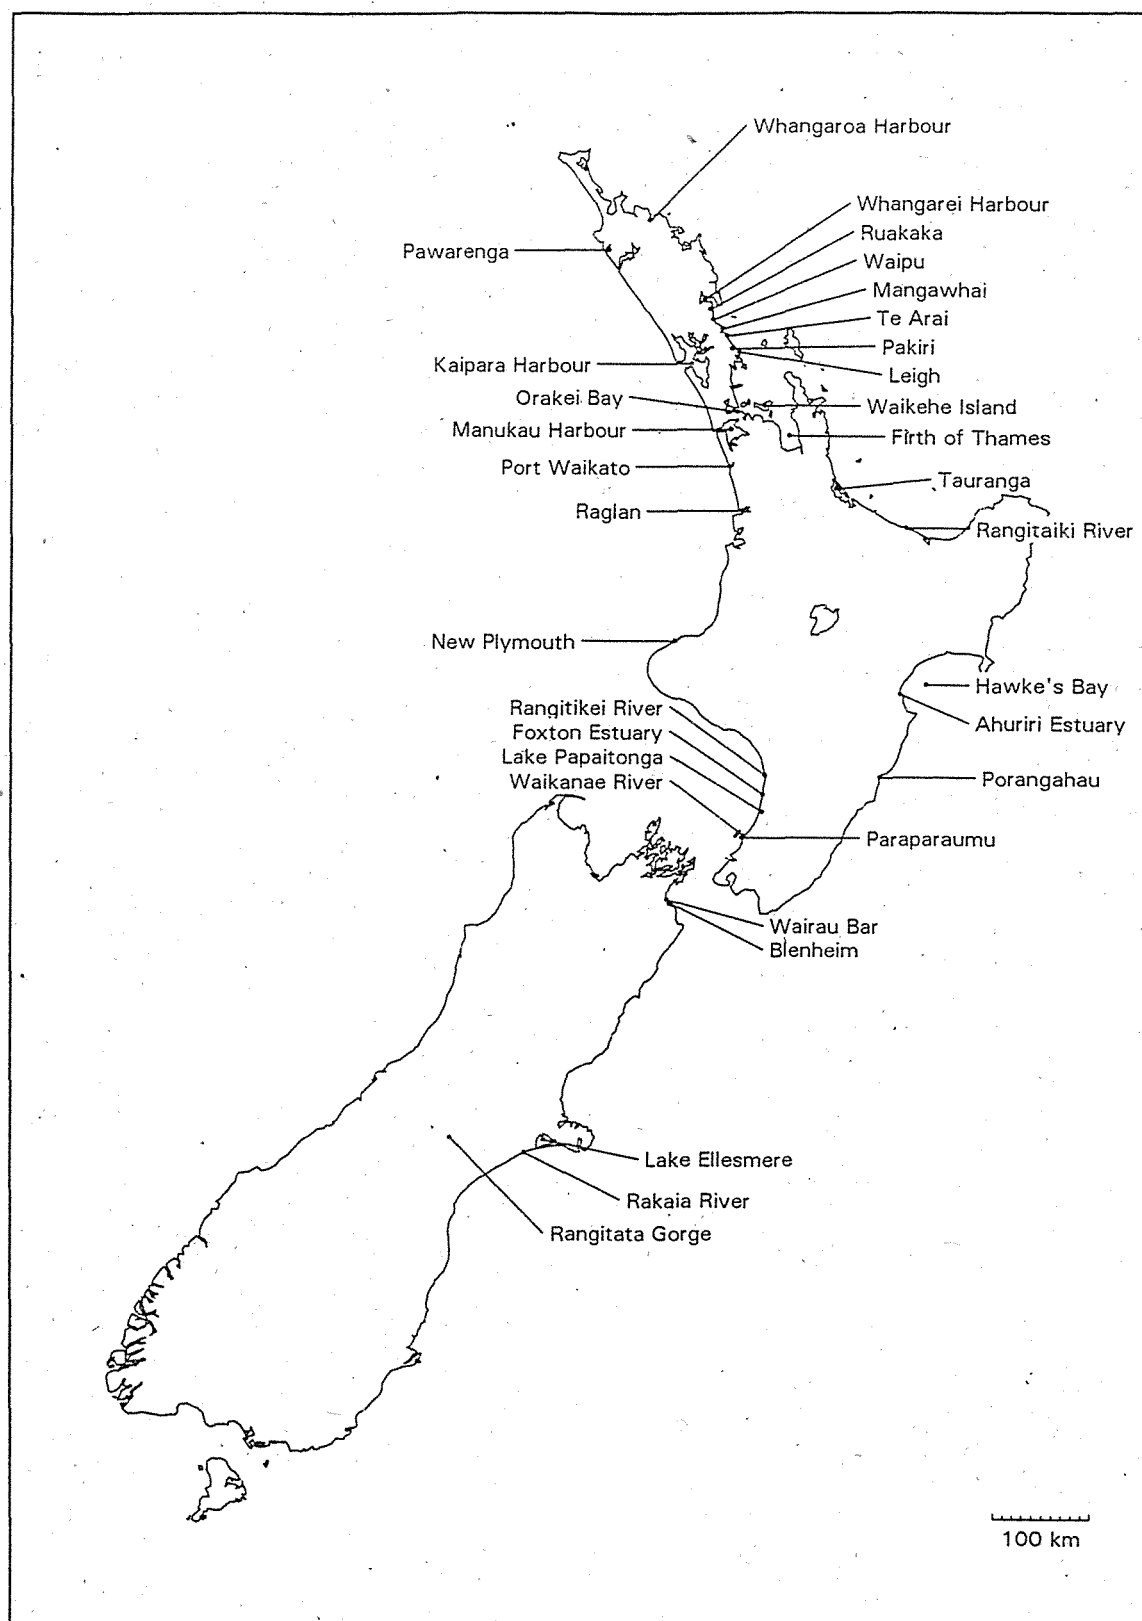 Whangaroa Harbour
Whangarei Harbour
Ruakaka
Pawarenga
Waipu
Mangawhai
Te Arai
Pakiri
Kaipara Harbour
Leigh
Orakei Bay
Waikehe Island
Manukau Harbour
Firth of Thames
Port Waikato
Tauranga
Raglan
Rangitaiki River
New Plymouth
Hawke's Bay
Rangitikei River
Ahuriri Estuary
Foxton Estuary
Lake Papaitonga
Waikanae River
Porangahau
Paraparaumu
Wairau Bar
Blenheim
Lake Ellesmere
Rakaia River
Rangitata Gorge
100 km